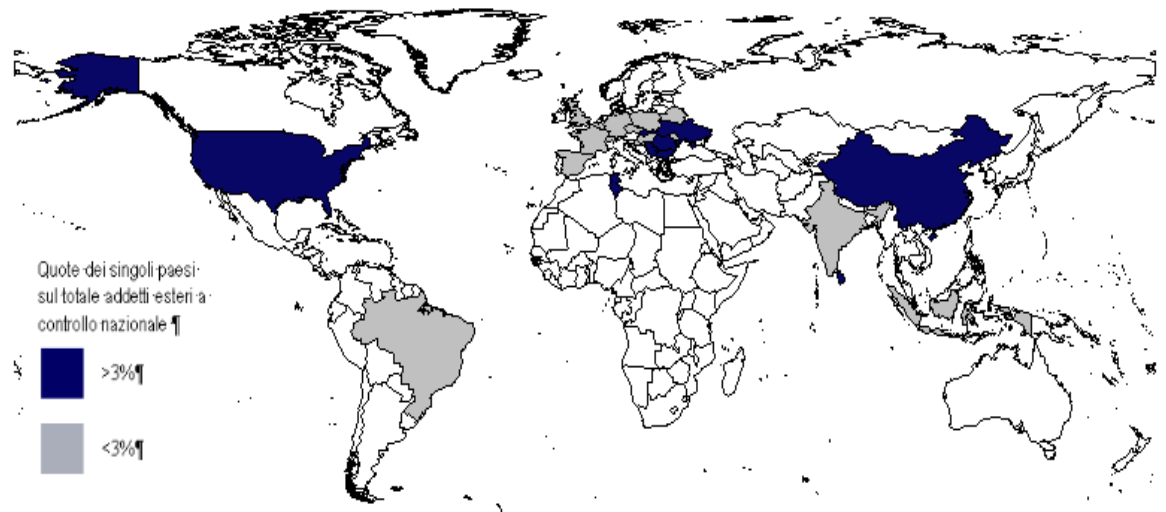 Quote·dei·singoli·paesi·
sul·totale·addetti·esteri·a·
controllo·nazionale·¶
>3%¶
<3%¶